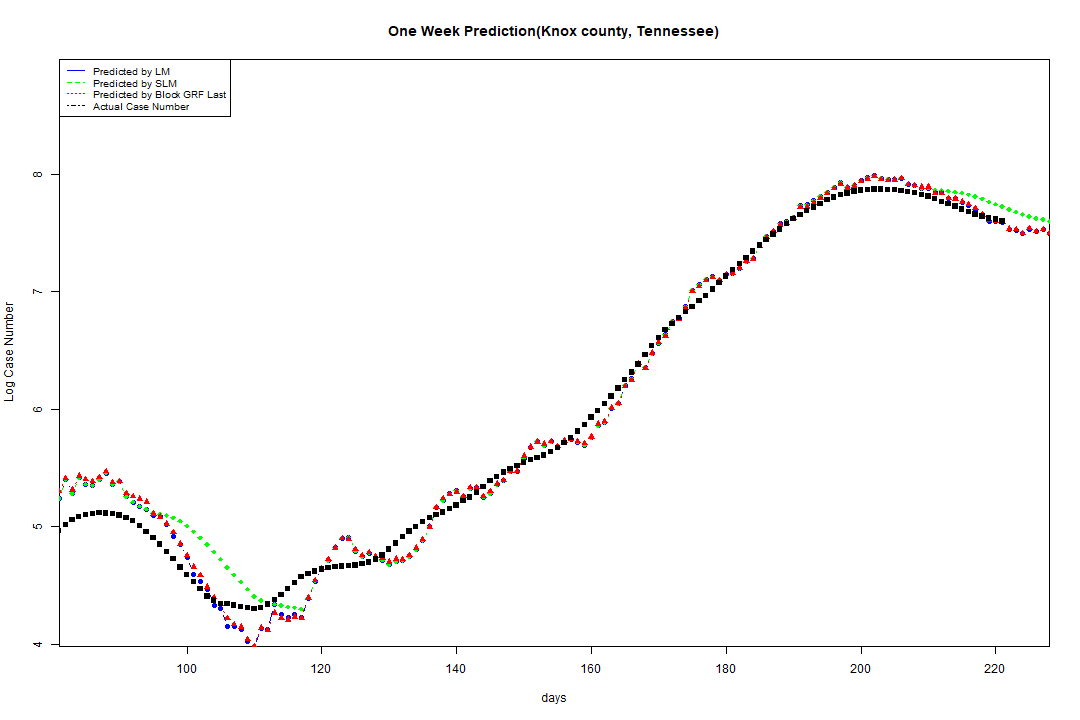 One Week Prediction(Knox county, Tennessee)
Predicted by LM
Predicted by SLM
Predicted by Block GRF Last
Actual Case Number
8
7
6
5
4
Log Case Number
100 120 140 160 180 200 220
days